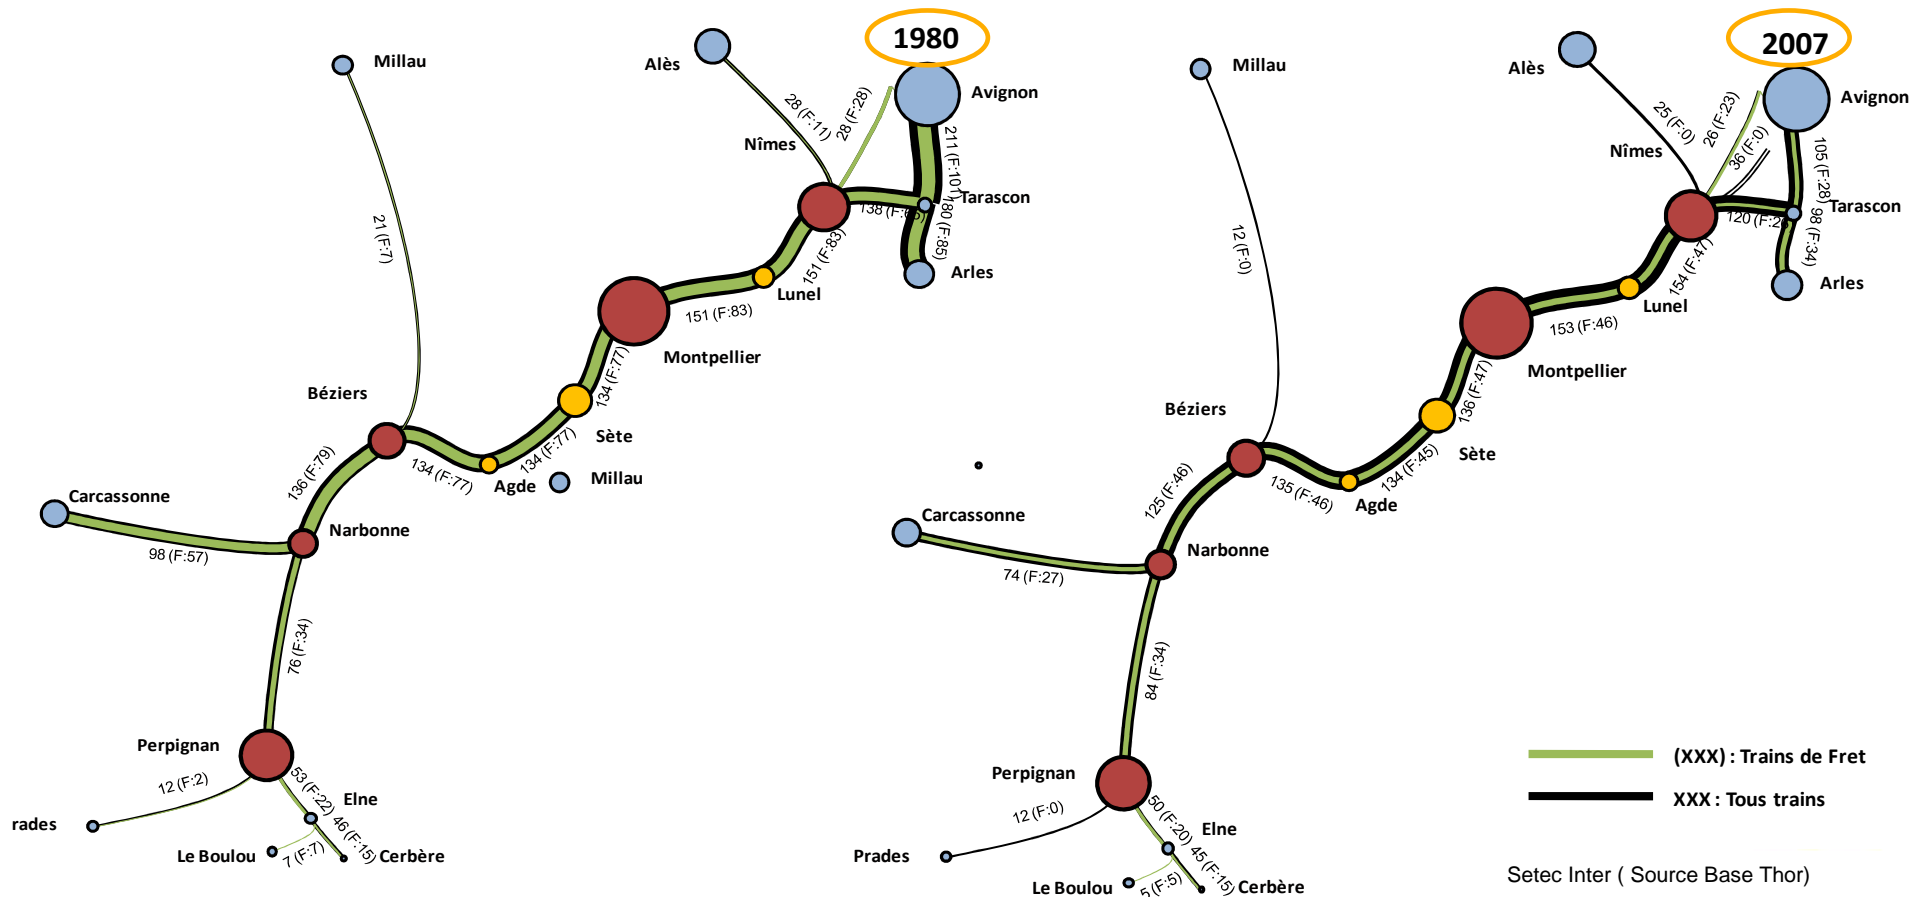 1980
Millau
Alès
Avignon
28 (F:11)
28 (F:28)
211 (F:101)
Nîmes
Tarascon
138 (F:65)
180 (F:85)
151 (F:83)
Arles
Lunel
151 (F:83)
21 (F:7)
Montpellier
134 (F:77)
Béziers
Sète
134 (F:77)
134 (F:77)
Agde
Millau
136 (F:79)
Carcassonne
Narbonne
98 (F:57)
76 (F:34)
Perpignan
12 (F:2)
53 (F:22)
Elne
rades
46 (F:15)
Le Boulou
7 (F:7)
Cerbère
2007
Millau
Alès
Avignon
25 (F:0)
26 (F:23)
36 (F:0)
105 (F:28)
Nîmes
Tarascon
120 (F:26
98 (F:34)
154 (F:47)
Arles
Lunel
153 (F:46)
12 (F:0)
Montpellier
136 (F:47)
Béziers
Sète
134 (F:45)
135 (F:46)
Agde
125 (F:46)
Carcassonne
Narbonne
74 (F:27)
84 (F:34)
Perpignan
12 (F:0)
50 (F:20)
Elne
Prades
45 (F:15)
Le Boulou
5 (F:5)
Cerbère
(XXX) : Trains de Fret
XXX : Tous trains
Setec Inter ( Source Base Thor)